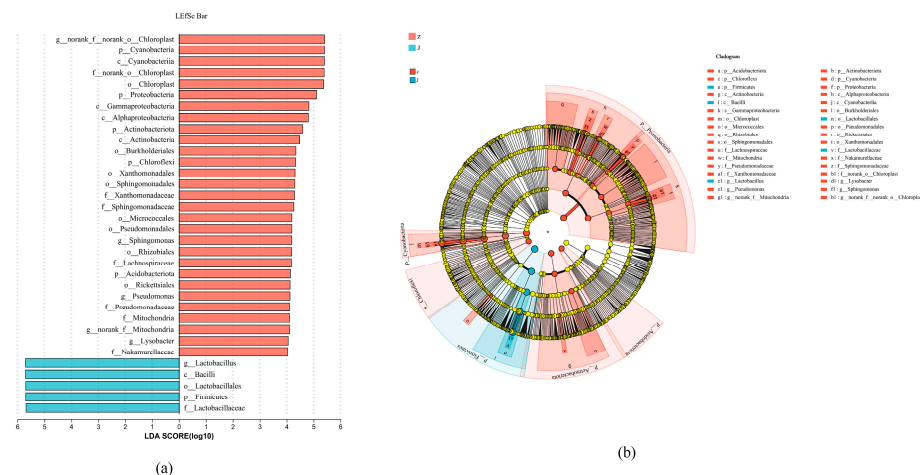 LEfSe Bar
g__norank_f__norank_o__Chloroplast
p__Cyanobacteria
c__Cyanobacteriia
f__norank_o__Chloroplast
o__Chloroplast
p__Proteobacteria
c__Gammaproteobacteria
c__Alphaproteobacteria
p__Actinobacteriota
c__Actinobacteria
o__Burkholderiales
p__Chloroflexi
o__Xanthomonadales
o__Sphingomonadales
f__Xanthomonadaceae
f__Sphingomonadaceae
o__Micrococcales
o__Pseudomonadales
g__Sphingomonas
o__Rhizobiales
f__Lachnospiraceae
p__Acidobacteriota
o__Rickettsiales
g__Pseudomonas
f__Pseudomonadaceae
f__Mitochondria
g__norank_f__Mitochondria
g__Lysobacter
f__Nakamurellaceae
g__Lactobacillus
c__Bacilli
o__Lactobacillales
p__Firmicutes
f__Lactobacillaceae
6 5 4 3 2 1 0 1 2 3 4 5 6
LDA SCORE(log10)
(a)
Z
J
p__Proteobacteria
p__Cyanobacteria
p__Chloroflexi
p__Firmicutes
p__Actinobacteriota
p__Acidobacteriota
Cladogram
a : p__Acidobacteriota
b : p__Actinobacteriota
c : p__Chloroflexi
d : p__Cyanobacteria
e : p__Firmicutes
f : p__Proteobacteria
g : c__Actinobacteria
h : c__Alphaproteobacteria
i : c__Bacilli
j : c__Cyanobacteriia
k : c__Gammaproteobacteria
l : o__Burkholderiales
m : o__Chloroplast
n : o__Lactobacillales
o : o__Micrococcales
p : o__Pseudomonadales
q : o__Rhizobiales
r : o__Rickettsiales
s : o__Sphingomonadales
t : o__Xanthomonadales
u : f__Lachnospiraceae
v : f__Lactobacillaceae
w : f__Mitochondria
x : f__Nakamurellaceae
y : f__Pseudomonadaceae
z : f__Sphingomonadaceae
a1 : f__Xanthomonadaceae
b1 : f__norank_o__Chloroplast
c1 : g__Lactobacillus
d1 : g__Lysobacter
e1 : g__Pseudomonas
f1 : g__Sphingomonas
g1 : g__norank_f__Mitochondria
h1 : g__norank_f__norank_o__Chloropla
(b)